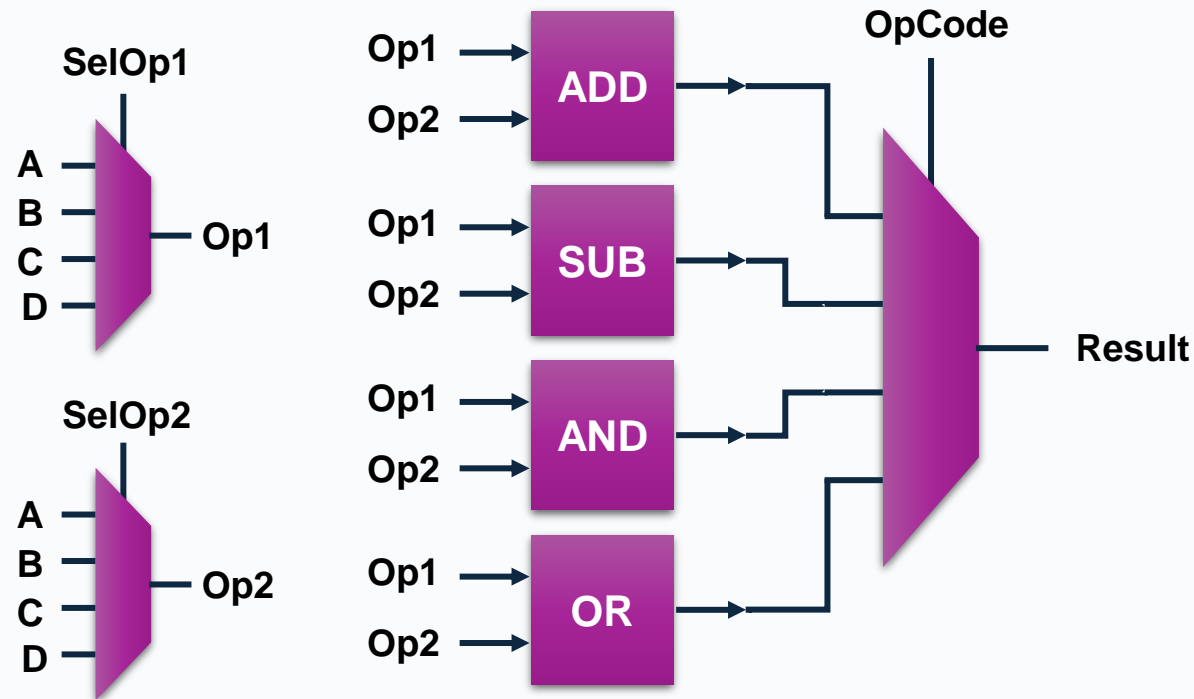 SelOp1
A
B
C
D
Op1
SelOp2
A
B
C
D
Op2
Op1
Op2
ADD
Op1
Op2
SUB
Op1
Op2
AND
Op1
Op2
OR
OpCode
Result